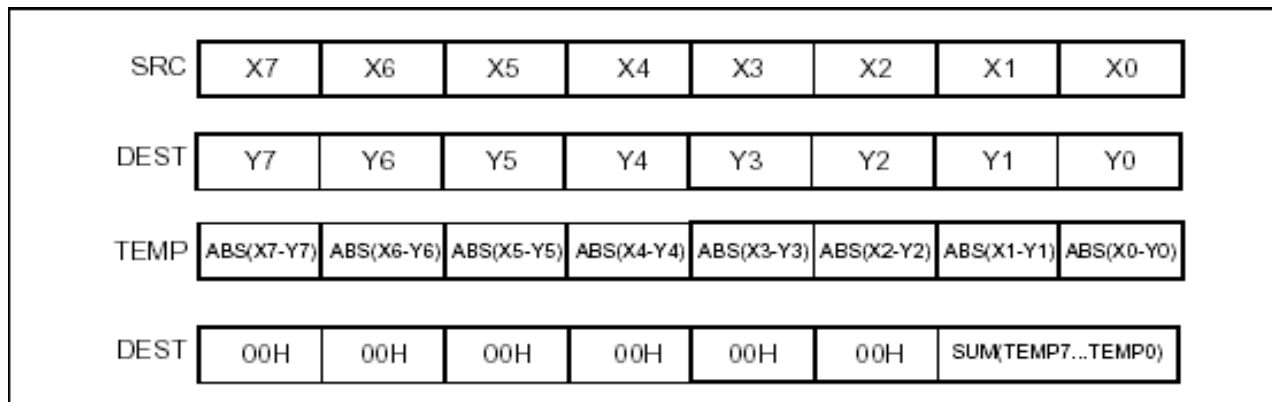 SRC X7 X6 X5 X4 X3 X2 X1 X0
DEST Y7 Y6 Y5 Y4 Y3 Y2 Y1 Y0
TEMP ABS(X7-Y7) ABS(X6-Y6) ABS(X5-Y5) ABS(X4-Y4) ABS(X3-Y3) ABS(X2-Y2) ABS(X1-Y1) ABS(X0-Y0)
DEST 00H 00H 00H 00H 00H 00H SUM(TEMP7...TEMP0)